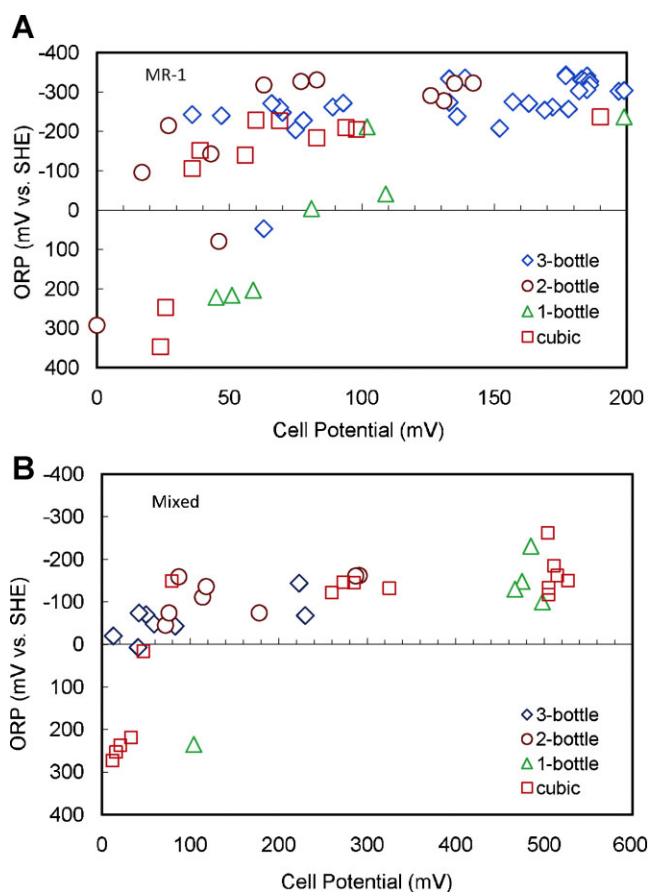 A
MR-1
-400
-300
-200
-100
0
100
200
300
400
ORP (mV vs. SHE)
3-bottle
2-bottle
1-bottle
cubic
0 50 100 150 200
Cell Potential (mV)
B
Mixed
-400
-300
-200
-100
0
100
200
300
400
ORP (mV vs. SHE)
3-bottle
2-bottle
1-bottle
cubic
0 100 200 300 400 500 600
Cell Potential (mV)